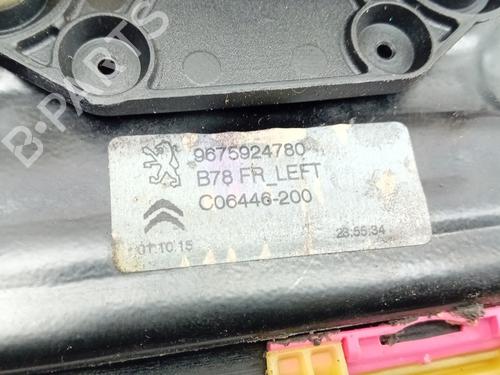 9675924780
B78 FR_LEFT
C06446-200
01.10.15 23:55:34
B-PARTS